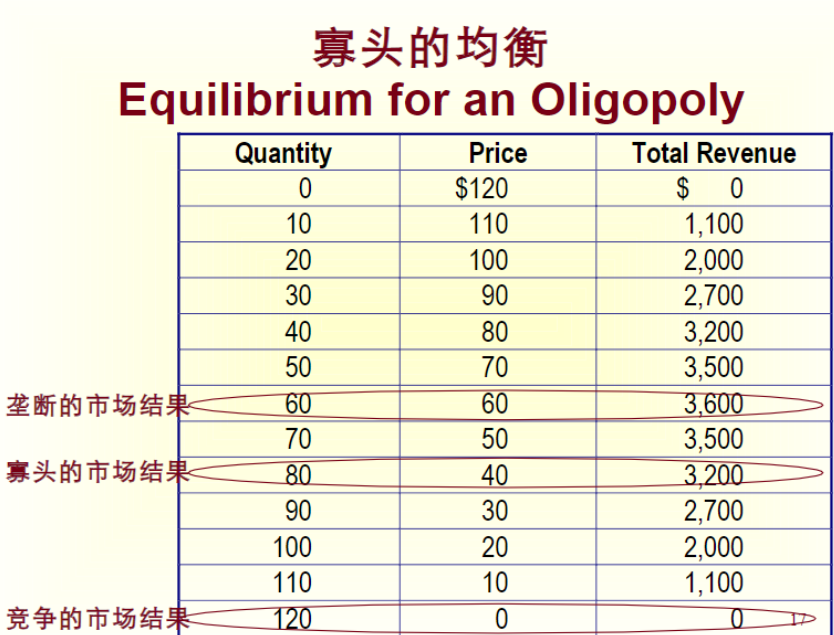 寡头的均衡
Equilibrium for an Oligopoly
Quantity Price Total Revenue
0 $120 $ 0
10 110 1,100
20 100 2,000
30 90 2,700
40 80 3,200
50 70 3,500
垄断的市场结果 60 60 3,600
70 50 3,500
寡头的市场结果 80 40 3,200
90 30 2,700
100 20 2,000
110 10 1,100
竞争的市场结果 120 0 0 17